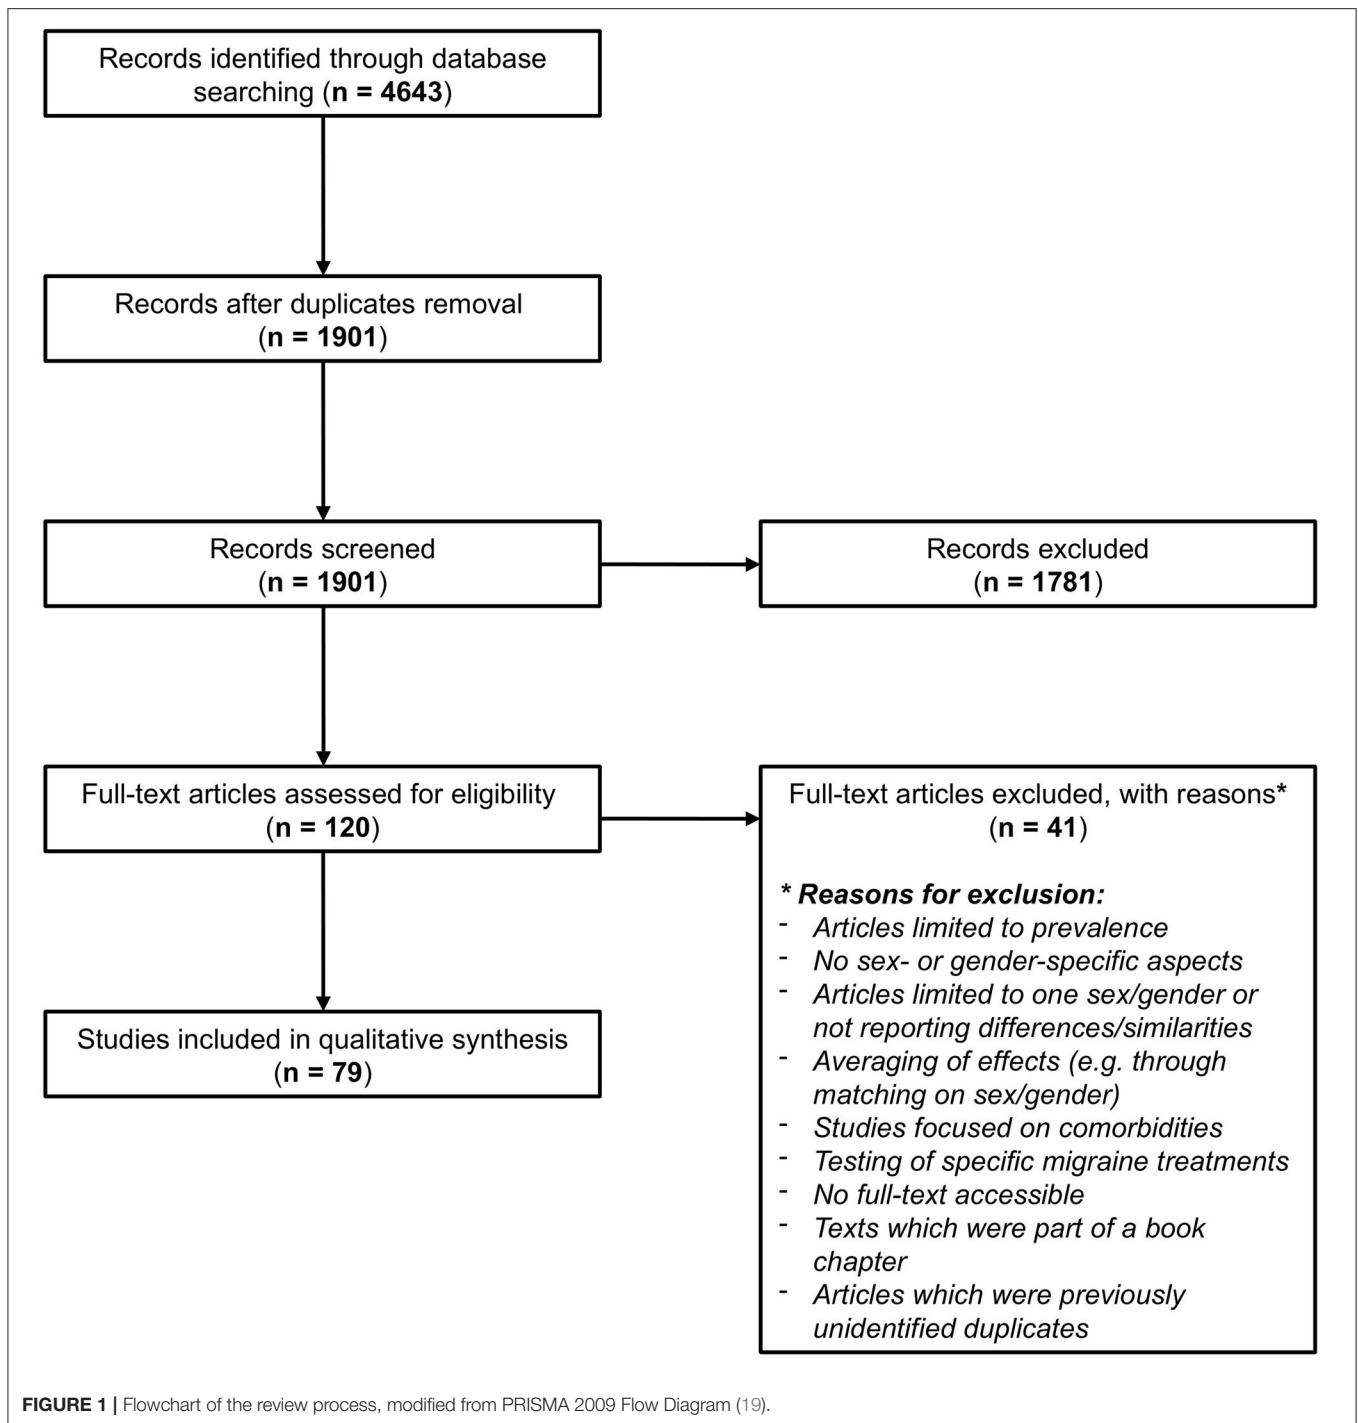 Records identified through database
searching (n = 4643)
Records after duplicates removal
(n = 1901)
Records screened
(n = 1901)
Records excluded
(n = 1781)
Full-text articles assessed for eligibility
(n = 120)
Full-text articles excluded, with reasons*
(n = 41)
* Reasons for exclusion:
- Articles limited to prevalence
- No sex- or gender-specific aspects
- Articles limited to one sex/gender or
not reporting differences/similarities
- Averaging of effects (e.g. through
matching on sex/gender)
- Studies focused on comorbidities
- Testing of specific migraine treatments
- No full-text accessible
- Texts which were part of a book
chapter
- Articles which were previously
unidentified duplicates
Studies included in qualitative synthesis
(n = 79)
FIGURE 1 | Flowchart of the review process, modified from PRISMA 2009 Flow Diagram (19).